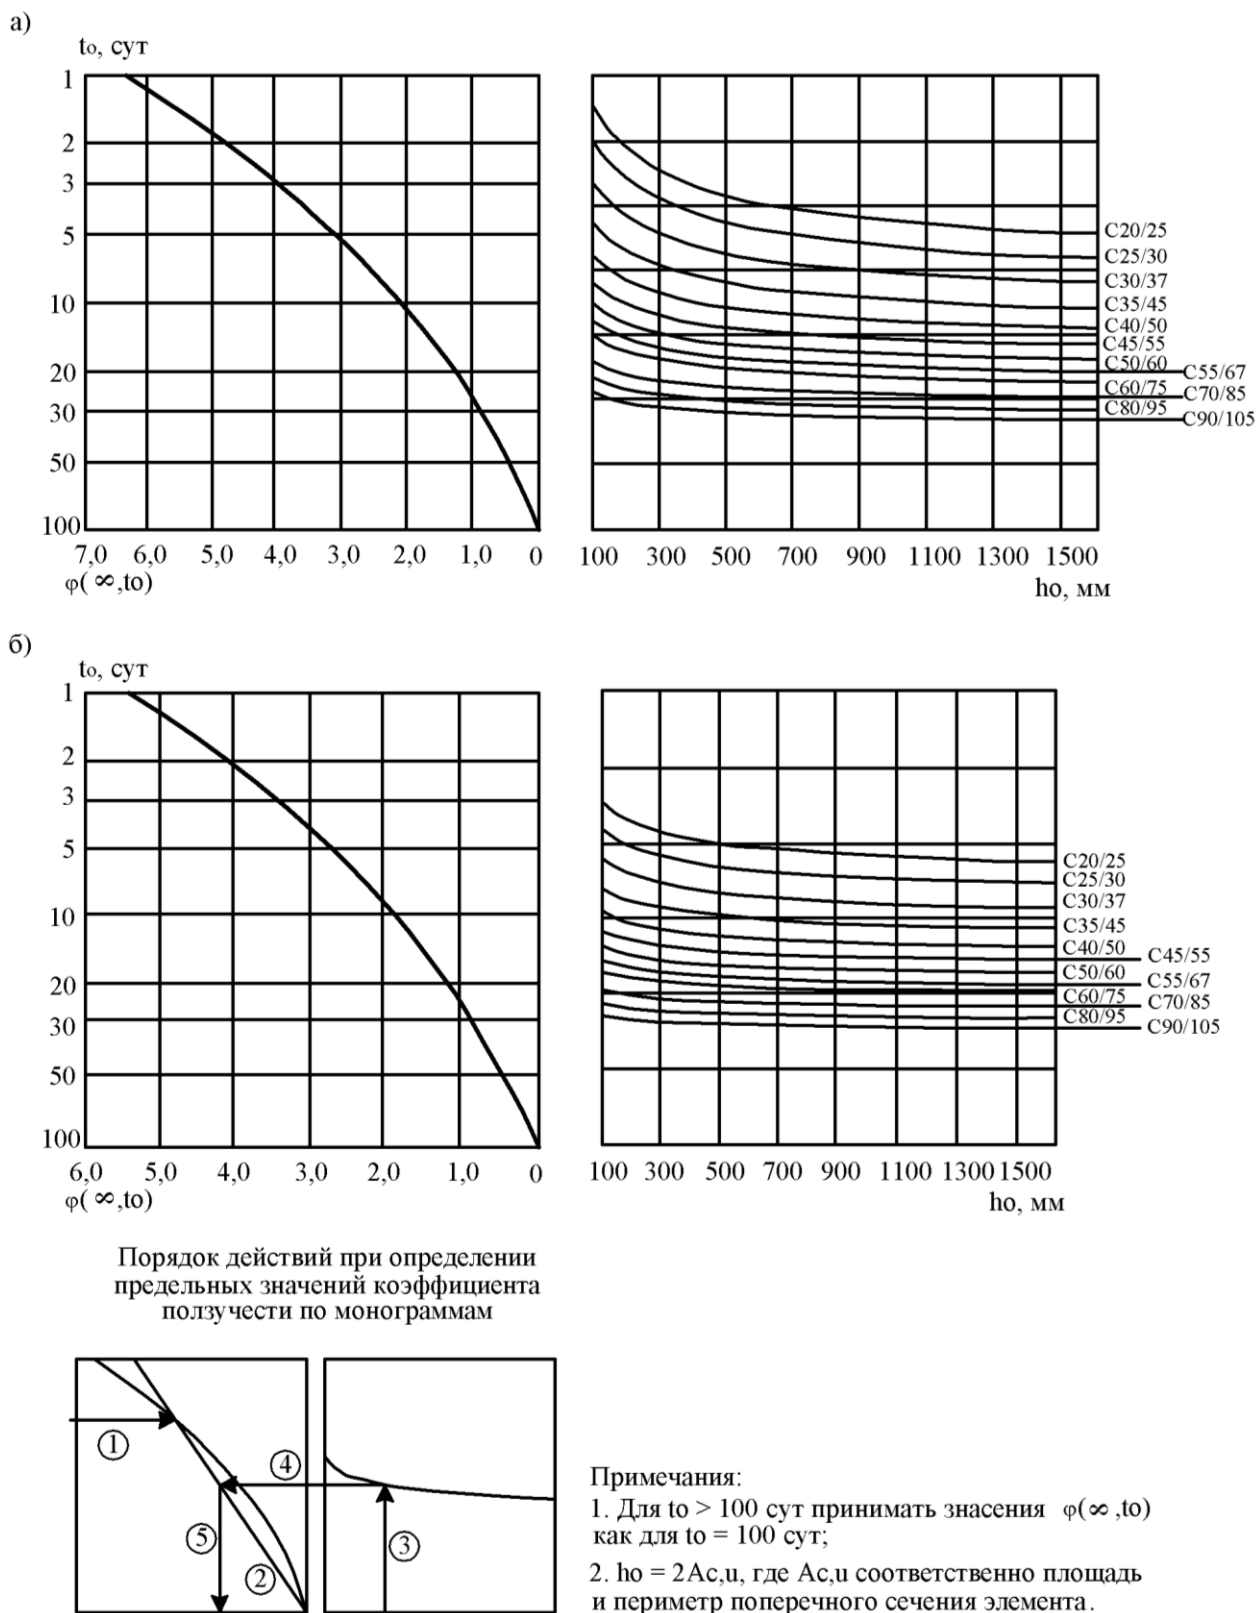 а)
to, сут
1
2
3
5
10
20
30
50
100
7,0 6,0 5,0 4,0 3,0 2,0 1,0 0
φ(∞,to)
C20/25
C25/30
C30/37
C35/45
C40/50
C45/55
C50/60
C55/67
C60/75
C70/85
C80/95
C90/105
100 300 500 700 900 1100 1300 1500
ho, мм
б)
to, сут
1
2
3
5
10
20
30
50
100
6,0 5,0 4,0 3,0 2,0 1,0 0
φ(∞,to)
C20/25
C25/30
C30/37
C35/45
C40/50
C45/55
C50/60
C55/67
C60/75
C70/85
C80/95
C90/105
100 300 500 700 900 1100 1300 1500
ho, мм
Порядок действий при определении
предельных значений коэффициента
ползучести по монограммам
1
4
5
2
3
Примечания:
1. Для to > 100 сут принимать знасения φ(∞,to)
как для to = 100 сут;
2. ho = 2Ac,u, где Ac,u соответственно площадь
и периметр поперечного сечения элемента.